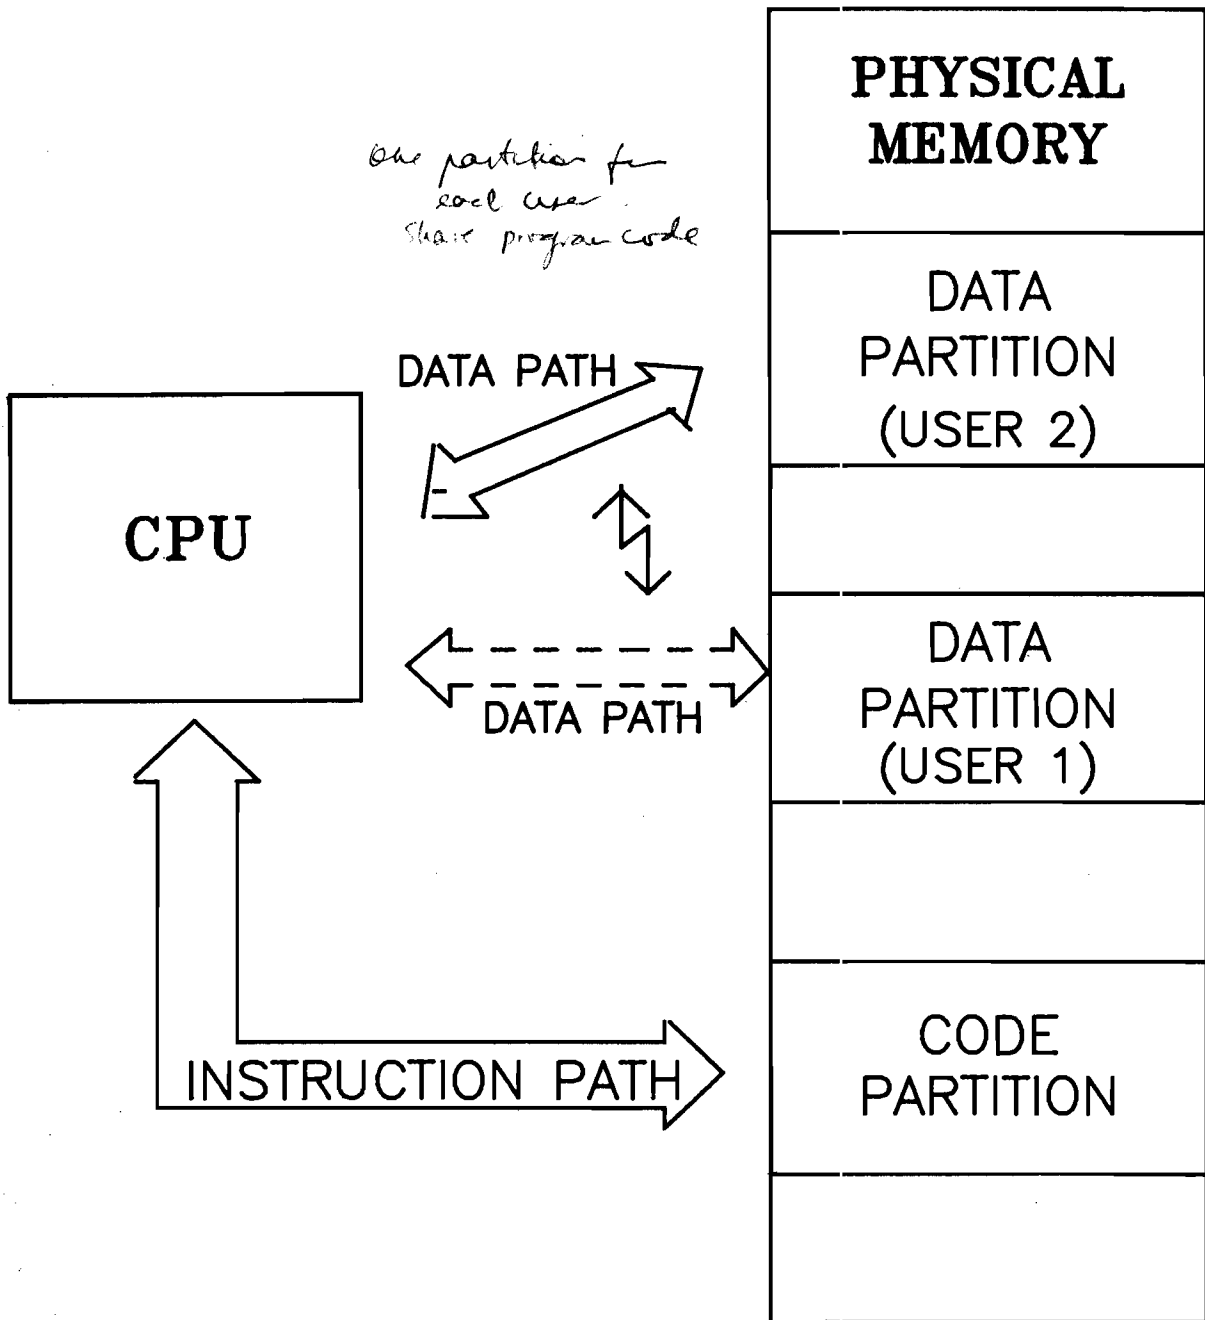 PHYSICAL
MEMORY
One partition for
each user.
Share program code
DATA
PARTITION
(USER 2)
DATA PATH
CPU
DATA
PARTITION
(USER 1)
DATA PATH
INSTRUCTION PATH
CODE
PARTITION